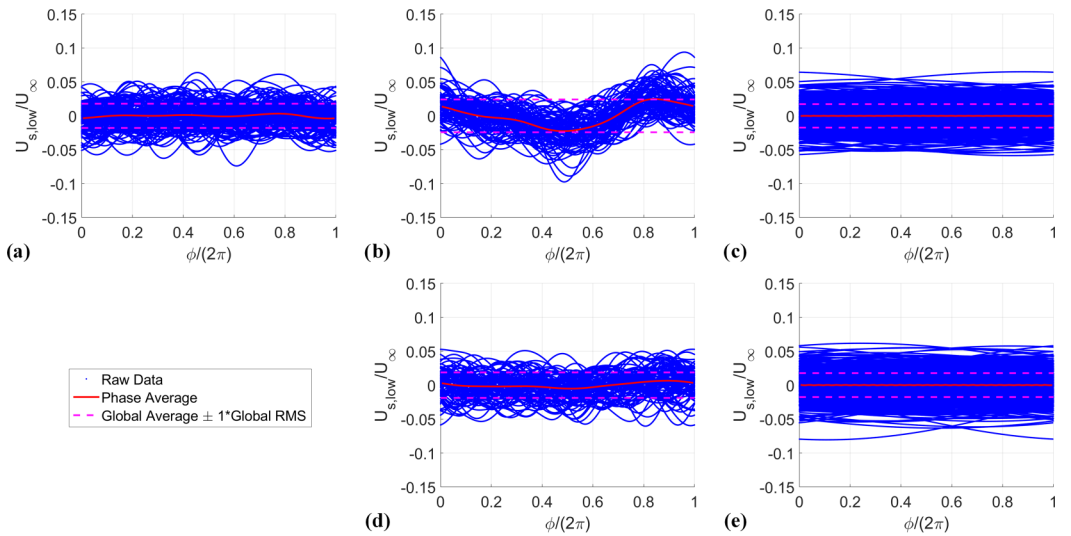 0.15
0.1
0.05
0
-0.05
-0.1
-0.15
U_s,low/U_∞
0 0.2 0.4 0.6 0.8 1
ϕ/(2π)
(a)
0.15
0.1
0.05
0
-0.05
-0.1
-0.15
U_s,low/U_∞
0 0.2 0.4 0.6 0.8 1
ϕ/(2π)
(b)
0.15
0.1
0.05
0
-0.05
-0.1
-0.15
U_s,low/U_∞
0 0.2 0.4 0.6 0.8 1
ϕ/(2π)
(c)
Raw Data
Phase Average
Global Average ± 1*Global RMS
0.15
0.1
0.05
0
-0.05
-0.1
-0.15
U_s,low/U_∞
0 0.2 0.4 0.6 0.8 1
ϕ/(2π)
(d)
0.15
0.1
0.05
0
-0.05
-0.1
-0.15
U_s,low/U_∞
0 0.2 0.4 0.6 0.8 1
ϕ/(2π)
(e)